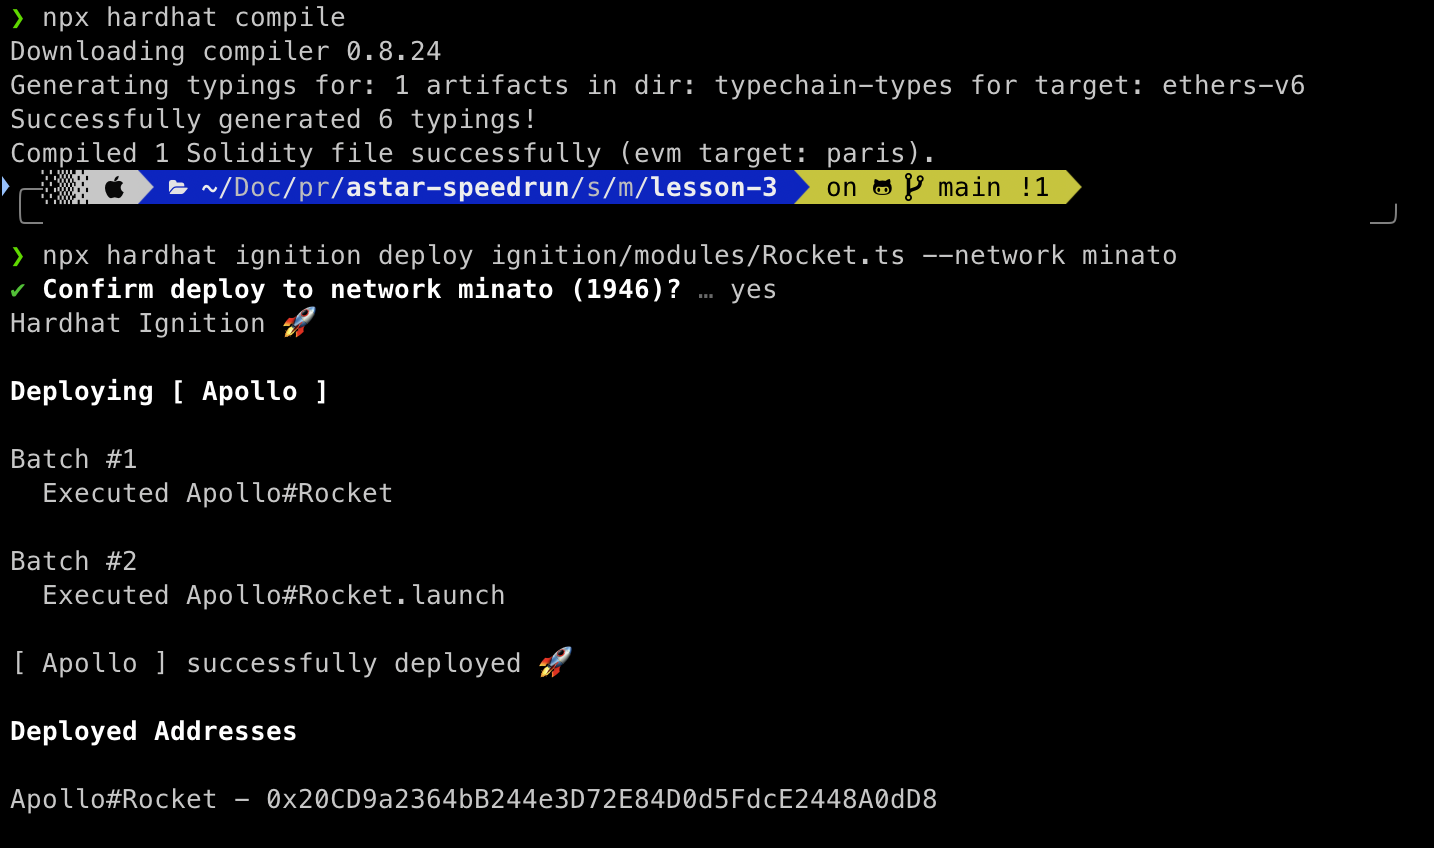 ❯ npx hardhat compile
Downloading compiler 0.8.24
Generating typings for: 1 artifacts in dir: typechain-types for target: ethers-v6
Successfully generated 6 typings!
Compiled 1 Solidity file successfully (evm target: paris).
~/Doc/pr/astar-speedrun/s/m/lesson-3 on main !1
❯ npx hardhat ignition deploy ignition/modules/Rocket.ts --network minato
✔ Confirm deploy to network minato (1946)? … yes
Hardhat Ignition 🚀
Deploying [ Apollo ]
Batch #1
Executed Apollo#Rocket
Batch #2
Executed Apollo#Rocket.launch
[ Apollo ] successfully deployed 🚀
Deployed Addresses
Apollo#Rocket - 0x20CD9a2364bB244e3D72E84D0d5FdcE2448A0dD8